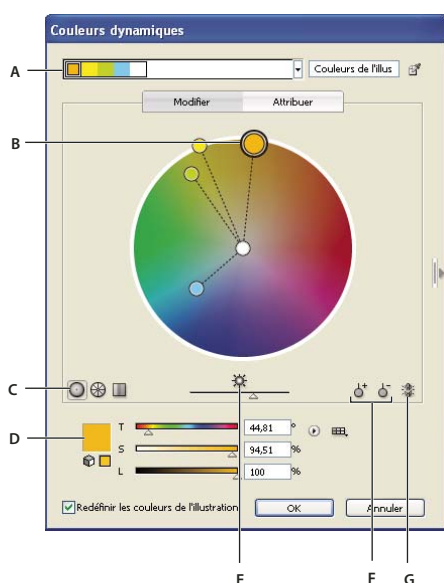 Couleurs dynamiques
A
Couleurs de l'illus
Modifier Attribuer
B
C
D
T 44,81 °
S 94,51 %
L 100 %
Redéfinir les couleurs de l'illustration OK Annuler
E F G